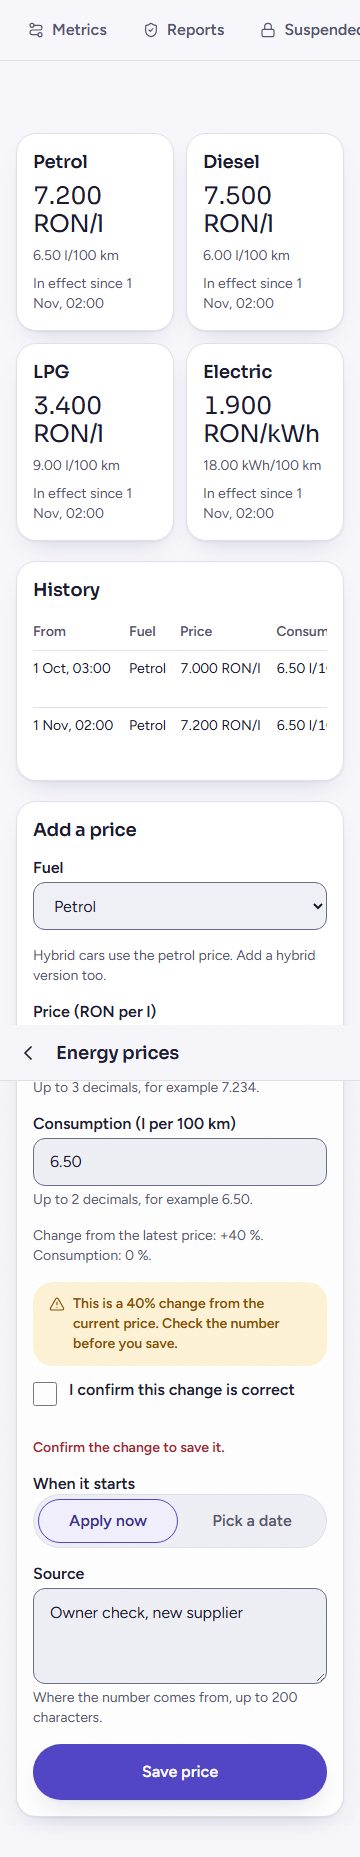 Metrics
Reports
Suspended
Petrol
7.200
RON/l
6.50 l/100 km
In effect since 1
Nov, 02:00
Diesel
7.500
RON/l
6.00 l/100 km
In effect since 1
Nov, 02:00
LPG
3.400
RON/l
9.00 l/100 km
In effect since 1
Nov, 02:00
Electric
1.900
RON/kWh
18.00 kWh/100 km
In effect since 1
Nov, 02:00
History
From Fuel Price Consum
1 Oct, 03:00 Petrol 7.000 RON/l 6.50 l/1
1 Nov, 02:00 Petrol 7.200 RON/l 6.50 l/1
Add a price
Fuel
Petrol
Hybrid cars use the petrol price. Add a hybrid
version too.
Price (RON per l)
Energy prices
Up to 3 decimals, for example 7.234.
Consumption (l per 100 km)
6.50
Up to 2 decimals, for example 6.50.
Change from the latest price: +40 %.
Consumption: 0 %.
This is a 40% change from the
current price. Check the number
before you save.
I confirm this change is correct
Confirm the change to save it.
When it starts
Apply now
Pick a date
Source
Owner check, new supplier
Where the number comes from, up to 200
characters.
Save price